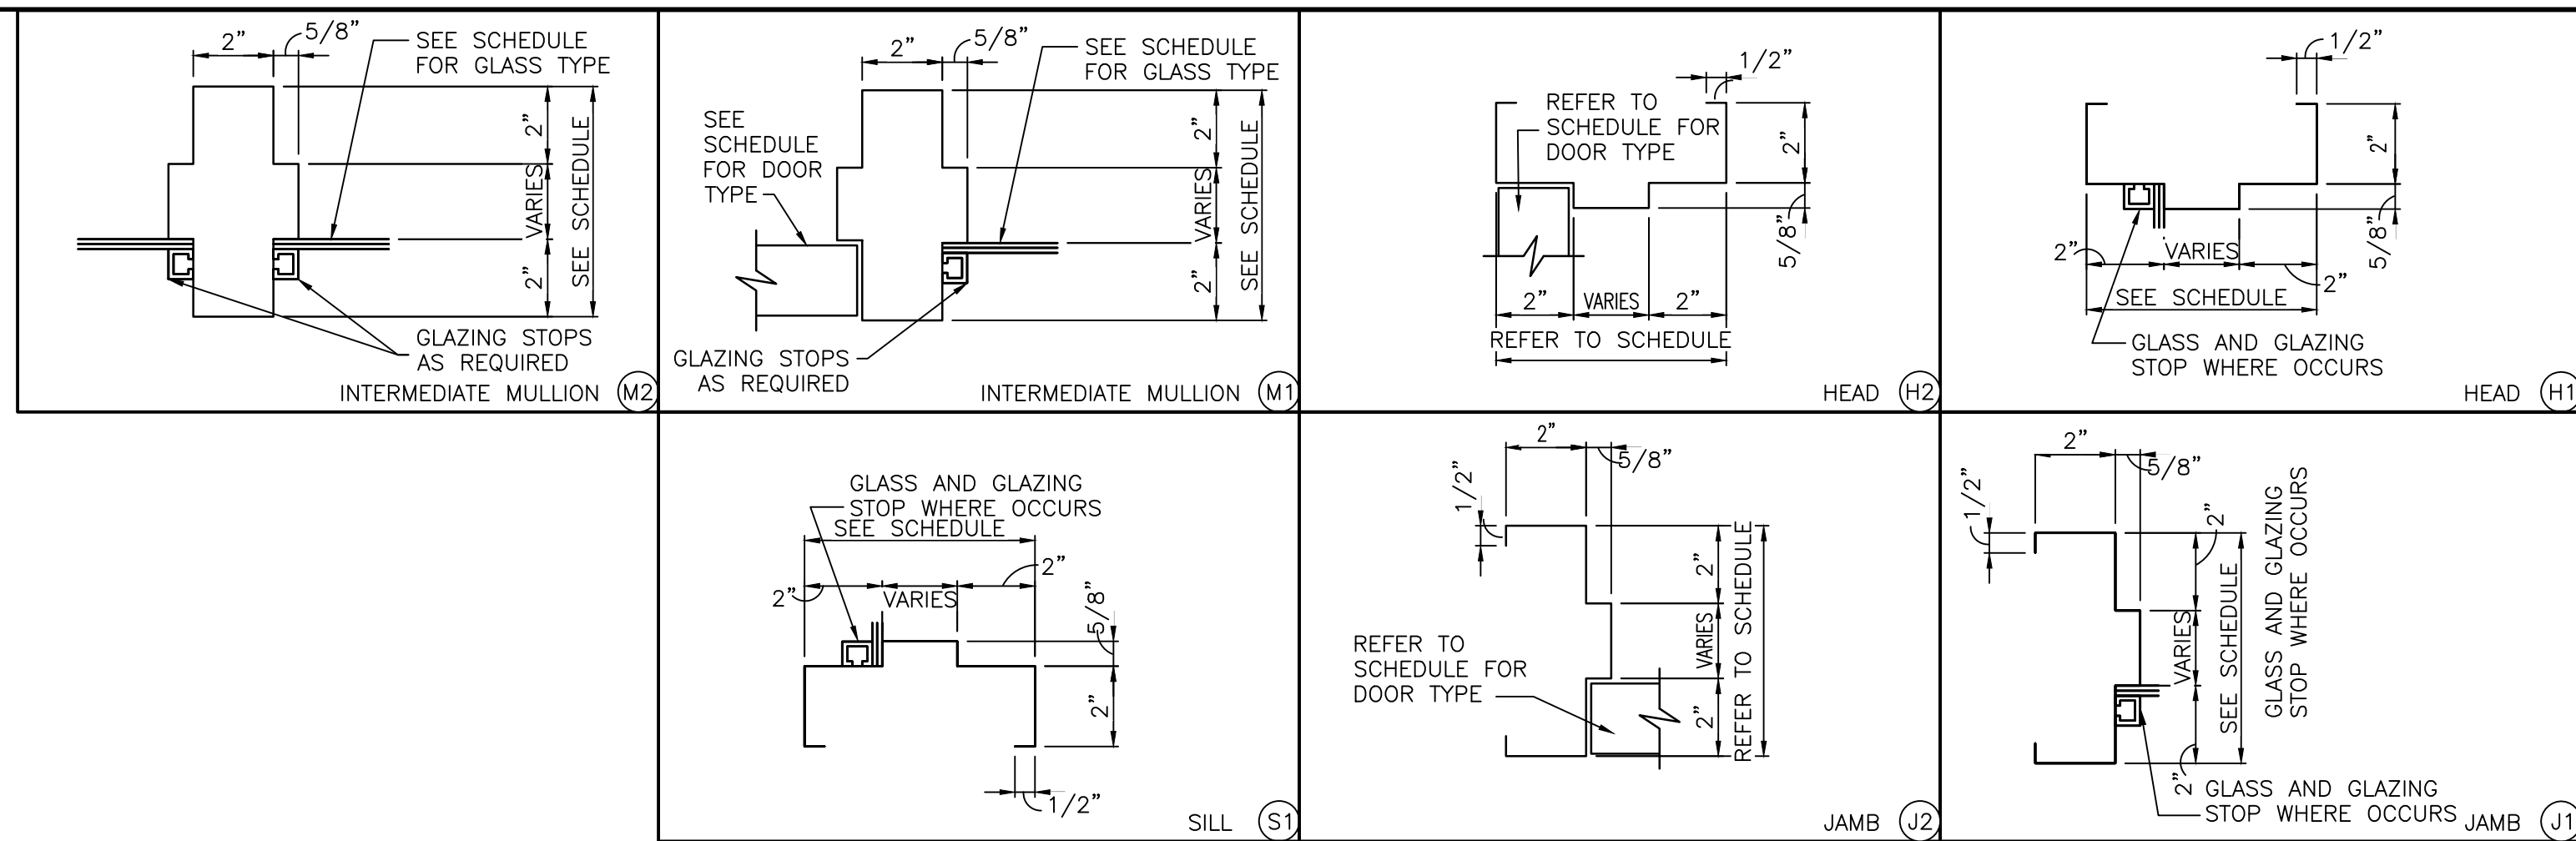 2"
5/8"
SEE SCHEDULE
FOR GLASS TYPE
2"
VARIES
2"
SEE SCHEDULE
GLAZING STOPS
AS REQUIRED
INTERMEDIATE MULLION
M2
2"
5/8"
SEE SCHEDULE
FOR GLASS TYPE
SEE
SCHEDULE
FOR DOOR
TYPE
2"
VARIES
2"
SEE SCHEDULE
GLAZING STOPS
AS REQUIRED
INTERMEDIATE MULLION
M1
1/2"
REFER TO
SCHEDULE FOR
DOOR TYPE
2"
5/8"
2"
VARIES
2"
REFER TO SCHEDULE
HEAD
H2
1/2"
2"
5/8"
2"
VARIES
2"
SEE SCHEDULE
GLASS AND GLAZING
STOP WHERE OCCURS
HEAD
H1
GLASS AND GLAZING
STOP WHERE OCCURS
SEE SCHEDULE
2"
VARIES
2"
5/8"
2"
1/2"
SILL
S1
2"
5/8"
1/2"
2"
VARIES
2"
REFER TO SCHEDULE
REFER TO
SCHEDULE FOR
DOOR TYPE
JAMB
J2
2"
5/8"
1/2"
2"
VARIES
2"
SEE SCHEDULE
GLASS AND GLAZING
STOP WHERE OCCURS
GLASS AND GLAZING
STOP WHERE OCCURS
JAMB
J1